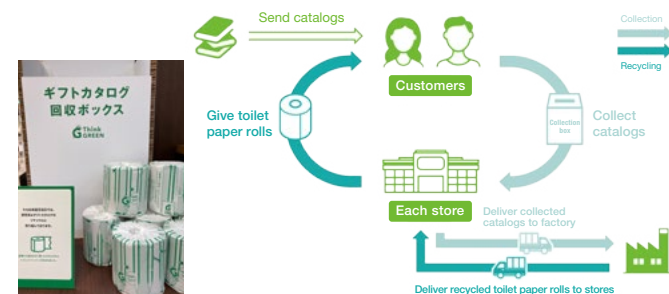 ギフトカタログ
回収ボックス
Think
GREEN
Send catalogs
Customers
Collection
Recycling
Give toilet
paper rolls
Collection
box
Collect
catalogs
Each store
Deliver collected
catalogs to factory
Deliver recycled toilet paper rolls to stores